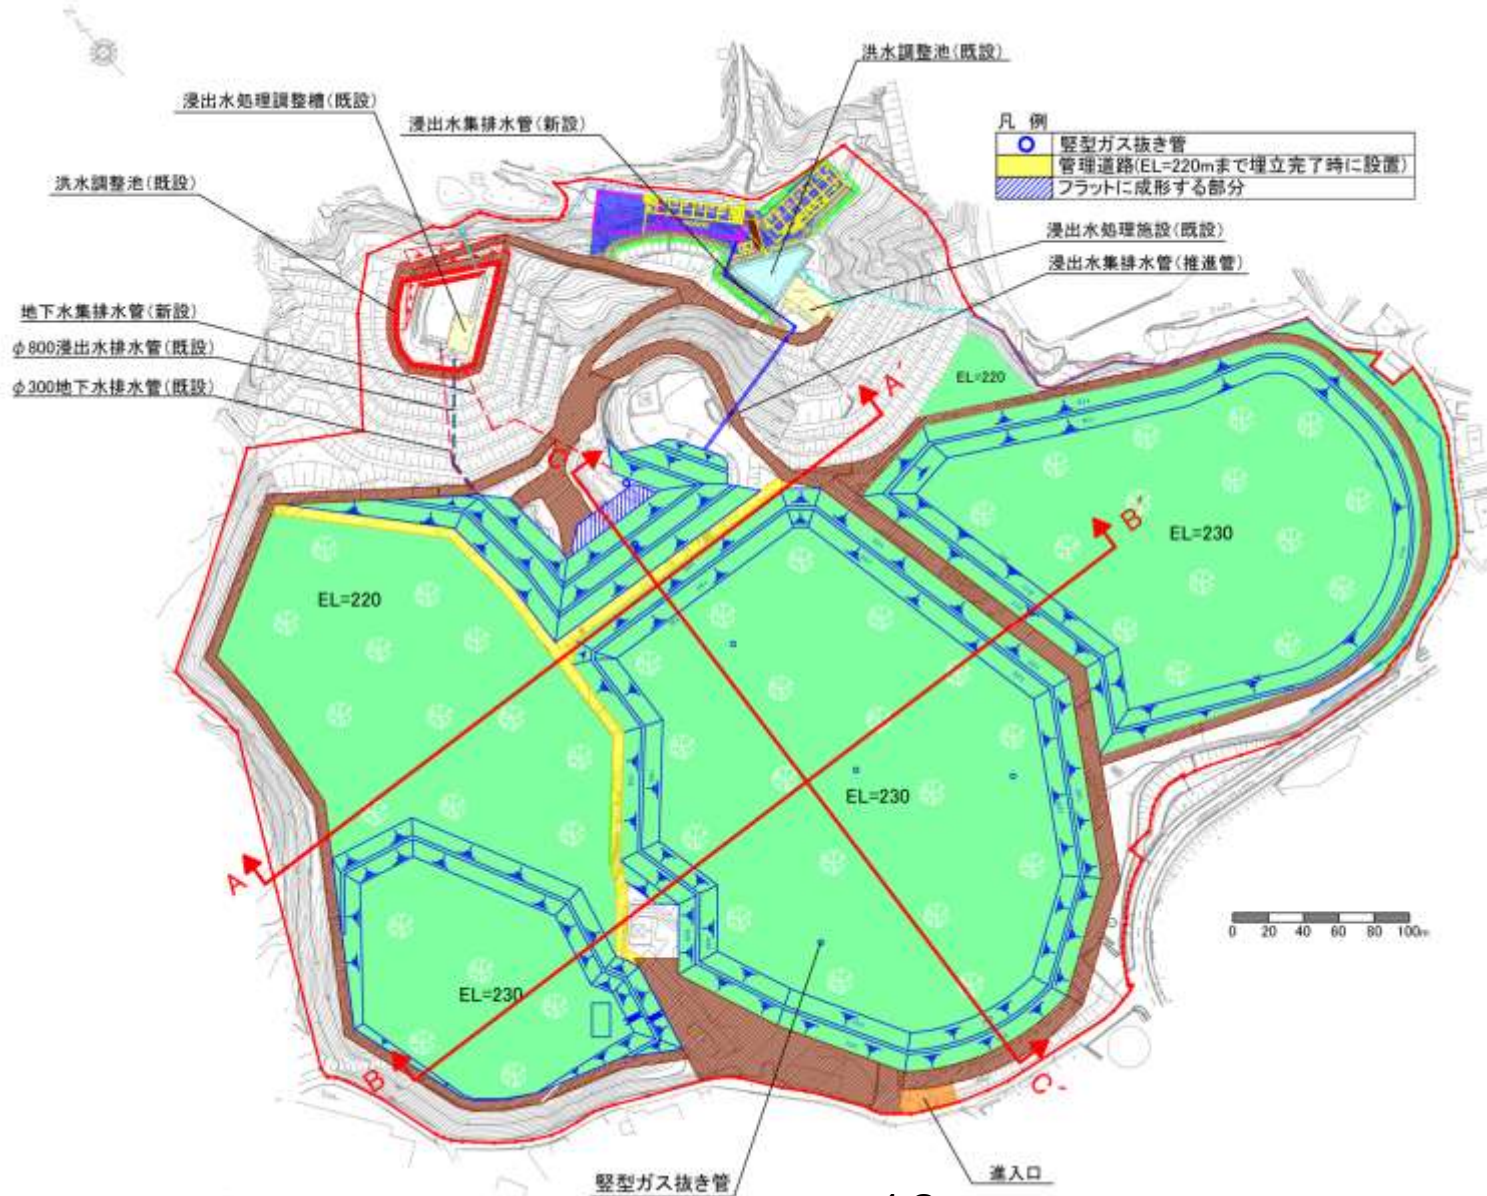 洪水調整池(既設)
浸出水処理調整槽(既設)
浸出水集排水管(新設)
凡 例
竪型ガス抜き管
管理道路(EL=220mまで埋立完了時に設置)
フラットに成形する部分
洪水調整池(既設)
浸出水処理施設(既設)
浸出水集排水管(推進管)
地下水集排水管(新設)
φ800浸出水排水管(既設)
φ300地下水排水管(既設)
EL=220
A'
C
B'
EL=230
EL=220
EL=230
A
0 20 40 60 80 100m
EL=230
B
C'
竪型ガス抜き管
進入口